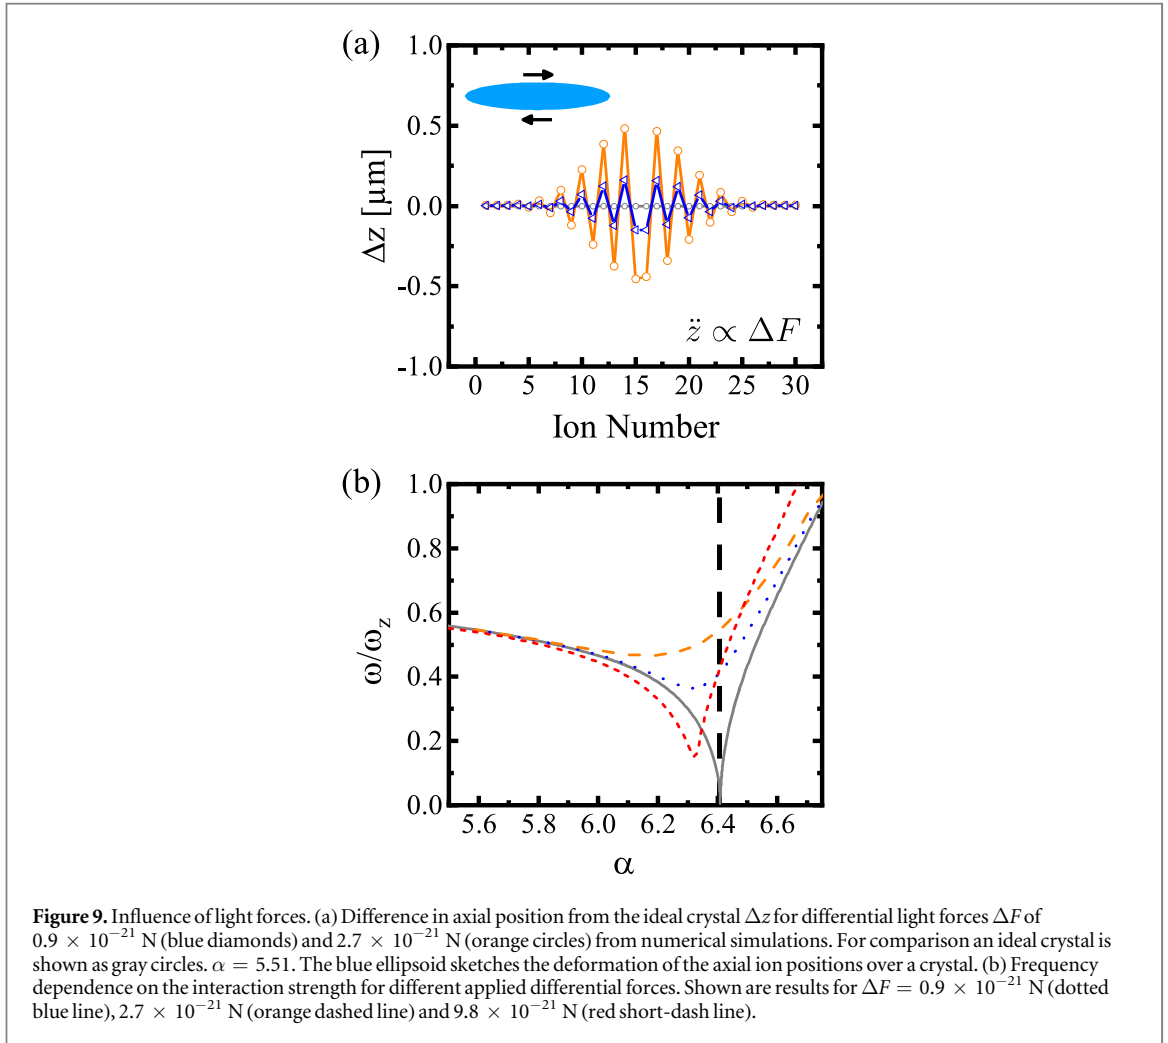 (a)
1.0
0.5
0.0
-0.5
-1.0
Δz [μm]
z̈ ∝ ΔF
0 5 10 15 20 25 30
Ion Number
(b)
1.0
0.8
0.6
0.4
0.2
0.0
ω/ω_z
5.6 5.8 6.0 6.2 6.4 6.6
α
Figure 9. Influence of light forces. (a) Difference in axial position from the ideal crystal Δz for differential light forces ΔF of
0.9 × 10⁻²¹ N (blue diamonds) and 2.7 × 10⁻²¹ N (orange circles) from numerical simulations. For comparison an ideal crystal is
shown as gray circles. α = 5.51. The blue ellipsoid sketches the deformation of the axial ion positions over a crystal. (b) Frequency
dependence on the interaction strength for different applied differential forces. Shown are results for ΔF = 0.9 × 10⁻²¹ N (dotted
blue line), 2.7 × 10⁻²¹ N (orange dashed line) and 9.8 × 10⁻²¹ N (red short-dash line).